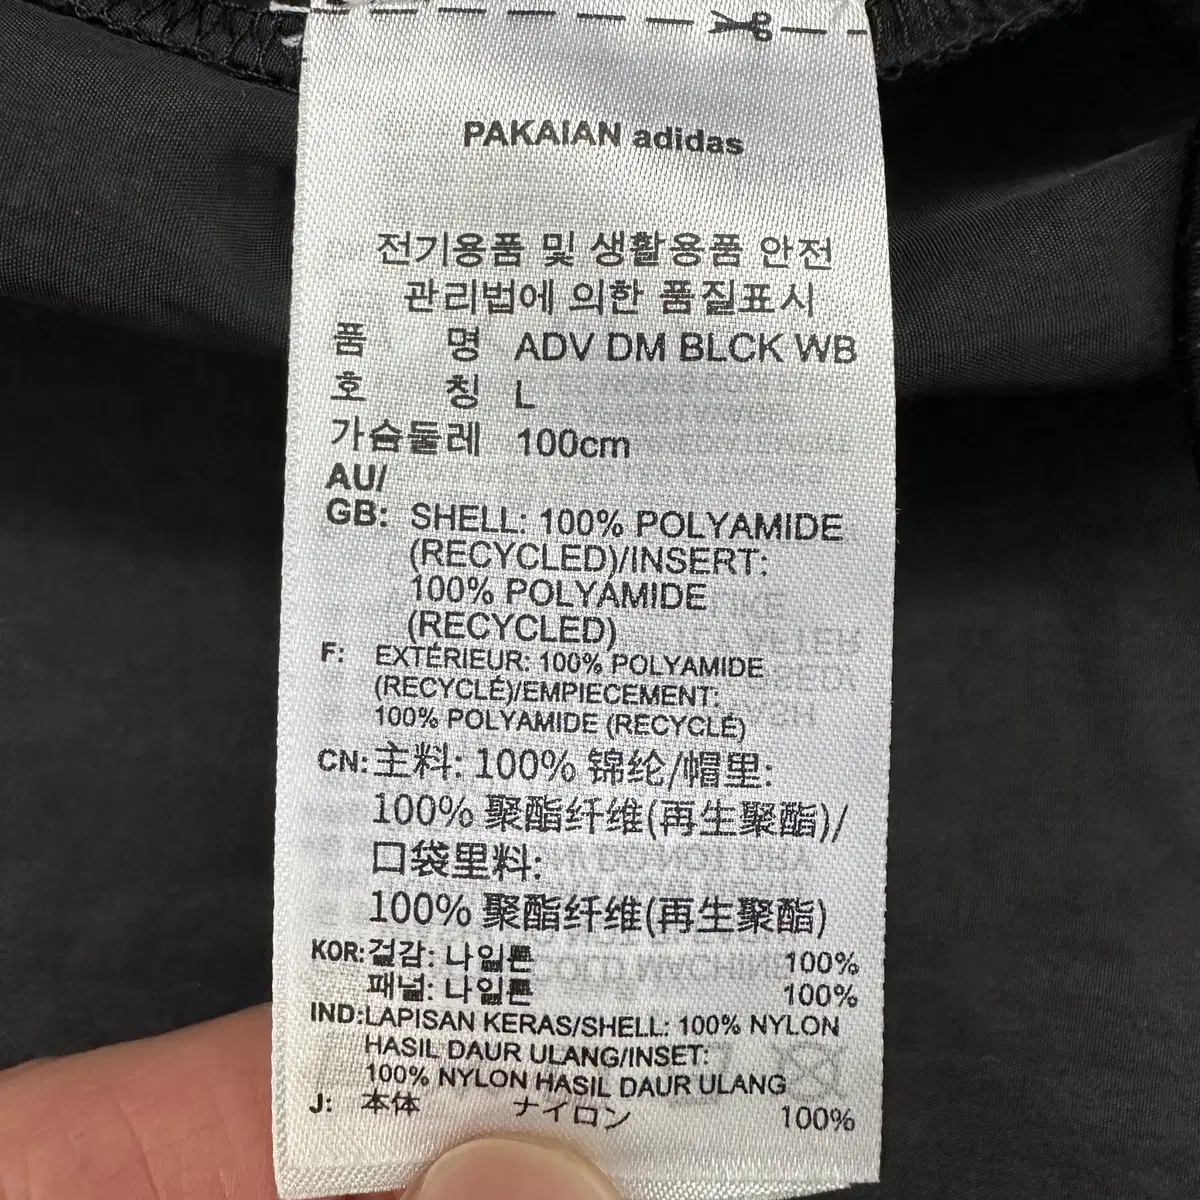 PAKAIAN adidas
전기용품 및 생활용품 안전
관리법에 의한 품질표시
품 명 ADV DM BLCK WB
호 칭 L
가슴둘레 100cm
AU/
GB: SHELL: 100% POLYAMIDE
(RECYCLED)/INSERT:
100% POLYAMIDE
(RECYCLED)
F: EXTÉRIEUR: 100% POLYAMIDE
(RECYCLÉ)/EMPIECEMENT:
100% POLYAMIDE (RECYCLÉ)
CN: 主料: 100% 锦纶/帽里:
100% 聚酯纤维(再生聚酯)/
口袋里料:
100% 聚酯纤维(再生聚酯)
KOR: 겉감: 나일론 100%
패널: 나일론 100%
IND: LAPISAN KERAS/SHELL: 100% NYLON
HASIL DAUR ULANG/INSET:
100% NYLON HASIL DAUR ULANG
J: 本体 ナイロン 100%